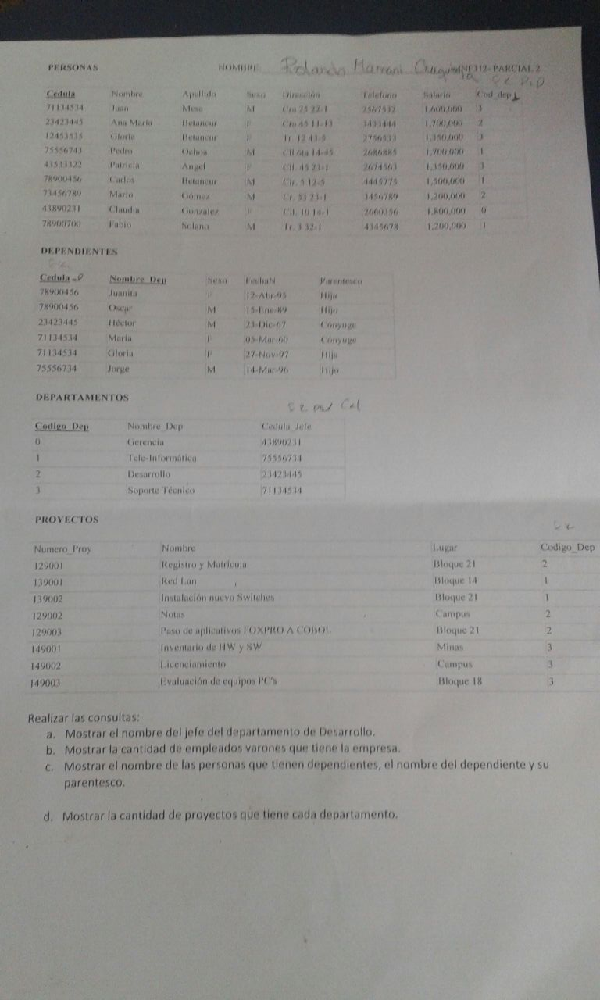 PERSONAS NOMBRE: Rolando Mamani INF312- PARCIAL 2
Cedula Nombre Apellido Sexo Dirección Telefono Salario Cod_dep
71134534 Juan Mesa M Cra 25 22-1 2567532 1,600,000 3
23423445 Ana Maria Betancur F Cra 45 11-13 3433444 1,700,000 2
12453535 Gloria Betancur F Tr. 12 43-5 2756533 1,350,000 3
75556743 Pedro Ochoa M Cll 6ta 14-45 2686885 1,700,000 1
43533322 Patricia Angel F Cll. 45 23-1 2674563 1,350,000 3
78900456 Carlos Betancur M Cir. 5 12-5 4445775 1,500,000 1
73456789 Mario Gómez M Cr. 53 23-1 3456789 1,200,000 2
43890231 Claudia González F Cll. 10 14-1 2660356 1,800,000 0
78900700 Fabio Solano M Tr. 3 32-1 4345678 1,200,000 1
DEPENDIENTES
Cedula Nombre_Dep Sexo FechaN Parentesco
78900456 Juanita F 12-Abr-95 Hija
78900456 Oscar M 15-Ene-89 Hijo
23423445 Héctor M 23-Dic-67 Cónyuge
71134534 Maria F 05-Mar-60 Cónyuge
71134534 Gloria F 27-Nov-97 Hija
75556734 Jorge M 14-Mar-96 Hijo
DEPARTAMENTOS
Codigo_Dep Nombre_Dep Cedula_Jefe
0 Gerencia 43890231
1 Tele-Informática 75556734
2 Desarrollo 23423445
3 Soporte Técnico 71134534
PROYECTOS
Numero_Proy Nombre Lugar Codigo_Dep
129001 Registro y Matrícula Bloque 21 2
139001 Red Lan Bloque 14 1
139002 Instalación nuevo Switches Bloque 21 1
129002 Notas Campus 2
129003 Paso de aplicativos FOXPRO A COBOL Bloque 21 2
149001 Inventario de HW y SW Minas 3
149002 Licenciamiento Campus 3
149003 Evaluación de equipos PC's Bloque 18 3
Realizar las consultas:
a. Mostrar el nombre del jefe del departamento de Desarrollo.
b. Mostrar la cantidad de empleados varones que tiene la empresa.
c. Mostrar el nombre de las personas que tienen dependientes, el nombre del dependiente y su
parentesco.
d. Mostrar la cantidad de proyectos que tiene cada departamento.